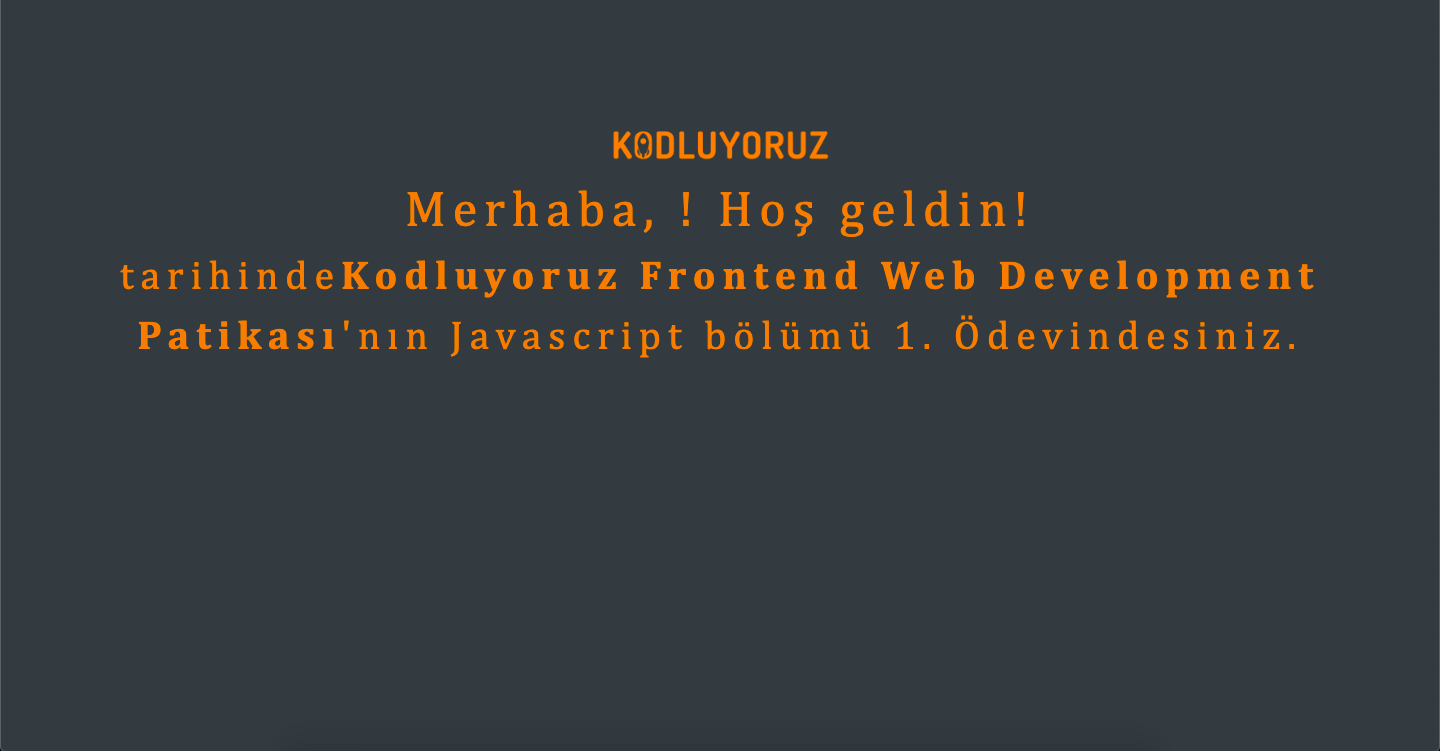 KODLUYORUZ
Merhaba, ! Hoş geldin!
tarihindeKodluyoruz Frontend Web Development
Patikası'nın Javascript bölümü 1. Ödevindesiniz.